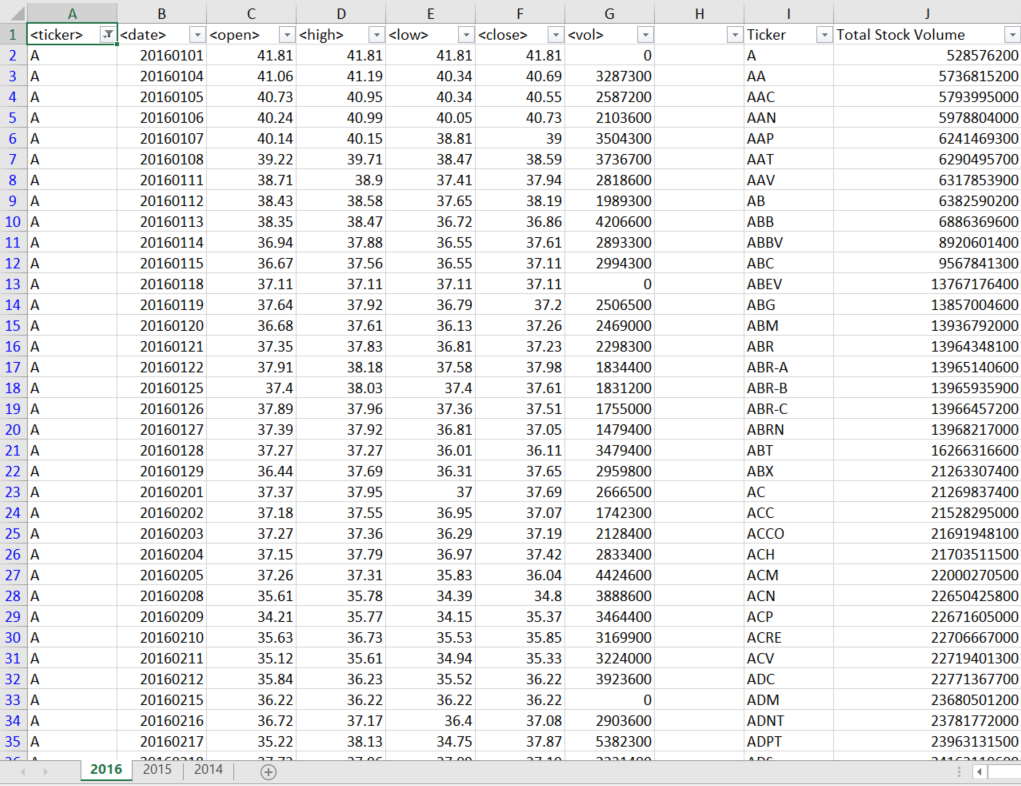 A B C D E F G H I J
1 <ticker> <date> <open> <high> <low> <close> <vol> Ticker Total Stock Volume
2 A 20160101 41.81 41.81 41.81 41.81 0 A 528576200
3 A 20160104 41.06 41.19 40.34 40.69 3287300 AA 5736815200
4 A 20160105 40.73 40.95 40.34 40.55 2587200 AAC 5793995000
5 A 20160106 40.24 40.99 40.05 40.73 2103600 AAN 5978804000
6 A 20160107 40.14 40.15 38.81 39 3504300 AAP 6241469300
7 A 20160108 39.22 39.71 38.47 38.59 3736700 AAT 6290495700
8 A 20160111 38.71 38.9 37.41 37.94 2818600 AAV 6317853900
9 A 20160112 38.43 38.58 37.65 38.19 1989300 AB 6382590200
10 A 20160113 38.35 38.47 36.72 36.86 4206600 ABB 6886369600
11 A 20160114 36.94 37.88 36.55 37.61 2893300 ABBV 8920601400
12 A 20160115 36.67 37.56 36.55 37.11 2994300 ABC 9567841300
13 A 20160118 37.11 37.11 37.11 37.11 0 ABEV 13767176400
14 A 20160119 37.64 37.92 36.79 37.2 2506500 ABG 13857004600
15 A 20160120 36.68 37.61 36.13 37.26 2469000 ABM 13936792000
16 A 20160121 37.35 37.83 36.81 37.23 2298300 ABR 13964348100
17 A 20160122 37.91 38.18 37.58 37.98 1834400 ABR-A 13965140600
18 A 20160125 37.4 38.03 37.4 37.61 1831200 ABR-B 13965935900
19 A 20160126 37.89 37.96 37.36 37.51 1755000 ABR-C 13966457200
20 A 20160127 37.39 37.92 36.81 37.05 1479400 ABRN 13968217000
21 A 20160128 37.27 37.27 36.01 36.11 3479400 ABT 16266316600
22 A 20160129 36.44 37.69 36.31 37.65 2959800 ABX 21263307400
23 A 20160201 37.37 37.95 37 37.69 2666500 AC 21269837400
24 A 20160202 37.18 37.55 36.95 37.07 1742300 ACC 21528295000
25 A 20160203 37.27 37.36 36.29 37.19 2128400 ACCO 21691948100
26 A 20160204 37.15 37.79 36.97 37.42 2833400 ACH 21703511500
27 A 20160205 37.26 37.31 35.83 36.04 4424600 ACM 22000270500
28 A 20160208 35.61 35.78 34.39 34.8 3888600 ACN 22650425800
29 A 20160209 34.21 35.77 34.15 35.37 3464400 ACP 22671605000
30 A 20160210 35.63 36.73 35.53 35.85 3169900 ACRE 22706667000
31 A 20160211 35.12 35.61 34.94 35.33 3224000 ACV 22719401300
32 A 20160212 35.84 36.23 35.52 36.22 3923600 ADC 22771367700
33 A 20160215 36.22 36.22 36.22 36.22 0 ADM 23680501200
34 A 20160216 36.72 37.17 36.4 37.08 2903600 ADNT 23781772000
35 A 20160217 35.22 38.13 34.75 37.87 5382300 ADPT 23963131500
2016 2015 2014